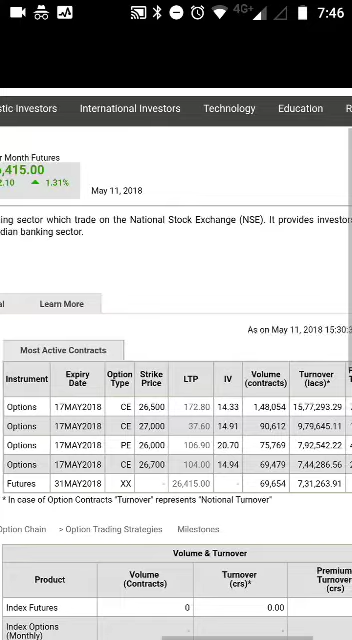 4G+ 7:46
stic Investors International Investors Technology Education R
r Month Futures
,415.00
2.10 1.31% May 11, 2018
ing sector which trade on the National Stock Exchange (NSE). It provides investors
dian banking sector.
al Learn More
As on May 11, 2018 15:30:3
Most Active Contracts
Instrument Expiry Date Option Type Strike Price LTP IV Volume (contracts) Turnover (lacs)*
Options 17MAY2018 CE 26,500 172.80 14.33 1,48,054 15,77,293.29
Options 17MAY2018 CE 27,000 37.60 14.91 90,612 9,79,645.11
Options 17MAY2018 PE 26,000 106.90 20.70 75,769 7,92,542.22
Options 17MAY2018 CE 26,700 104.00 14.94 69,479 7,44,286.56
Futures 31MAY2018 XX - 26,415.00 - 69,654 7,31,263.91
* In case of Option Contracts "Turnover" represents "Notional Turnover"
Option Chain > Option Trading Strategies Milestones
Volume & Turnover
Product Volume (Contracts) Turnover (crs)* Premium Turnover (crs)
Index Futures 0 0.00
Index Options (Monthly) - -